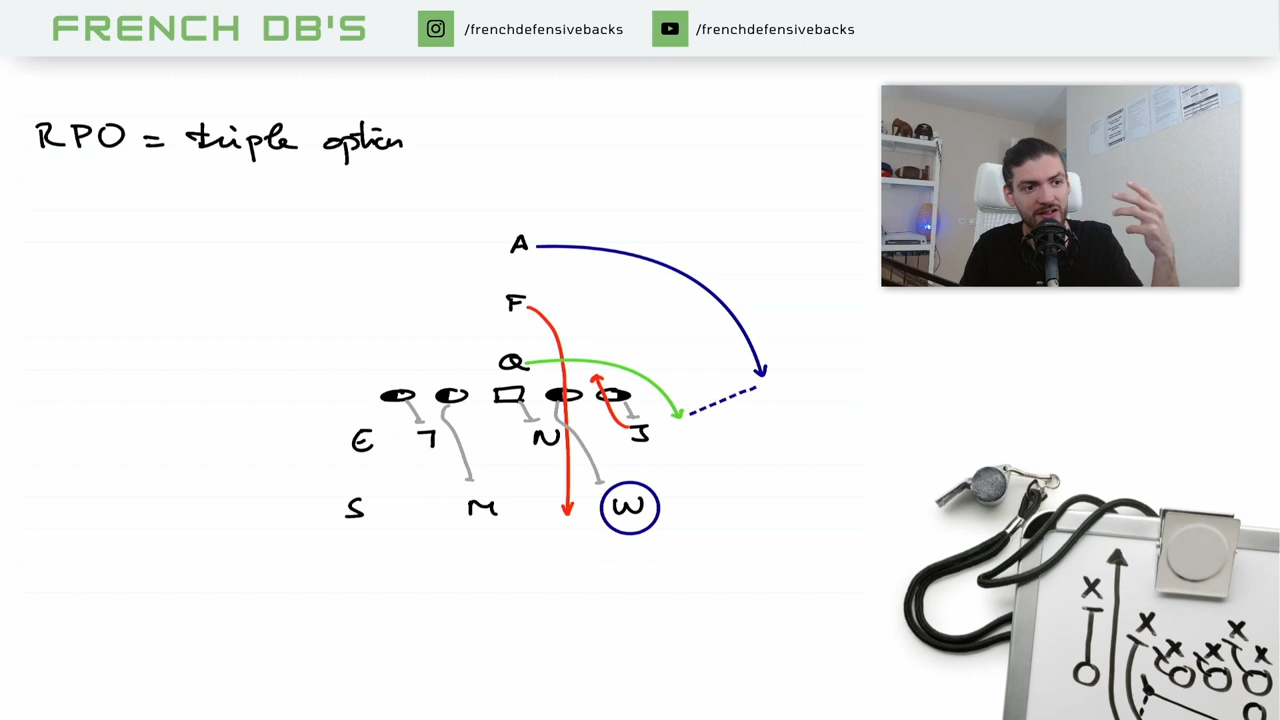 FRENCH DB'S
/frenchdefensivebacks
/frenchdefensivebacks
RPO = triple option
A
F
Q
E T N J
S M W
X
X X X X X